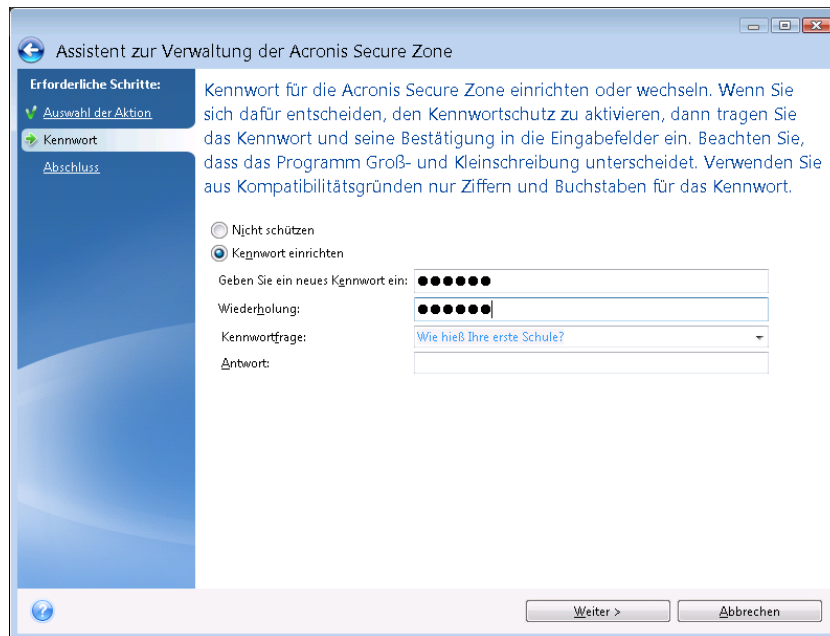 Assistent zur Verwaltung der Acronis Secure Zone
Erforderliche Schritte:
Auswahl der Aktion
Kennwort
Abschluss
Kennwort für die Acronis Secure Zone einrichten oder wechseln. Wenn Sie
sich dafür entscheiden, den Kennwortschutz zu aktivieren, dann tragen Sie
das Kennwort und seine Bestätigung in die Eingabefelder ein. Beachten Sie,
dass das Programm Groß- und Kleinschreibung unterscheidet. Verwenden Sie
aus Kompatibilitätsgründen nur Ziffern und Buchstaben für das Kennwort.
Nicht schützen
Kennwort einrichten
Geben Sie ein neues Kennwort ein: ●●●●●●
Wiederholung: ●●●●●●
Kennwortfrage: Wie hieß Ihre erste Schule?
Antwort:
Weiter > Abbrechen